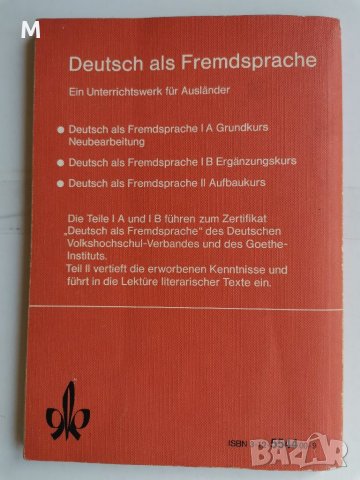 M
Deutsch als Fremdsprache
Ein Unterrichtswerk für Ausländer
● Deutsch als Fremdsprache I A Grundkurs
Neubearbeitung
● Deutsch als Fremdsprache I B Ergänzungskurs
● Deutsch als Fremdsprache II Aufbaukurs
Die Teile I A und I B führen zum Zertifikat
„Deutsch als Fremdsprache“ des Deutschen
Volkshochschul-Verbandes und des Goethe-
Instituts.
Teil II vertieft die erworbenen Kenntnisse und
führt in die Lektüre literarischer Texte ein.
ISBN
bazar